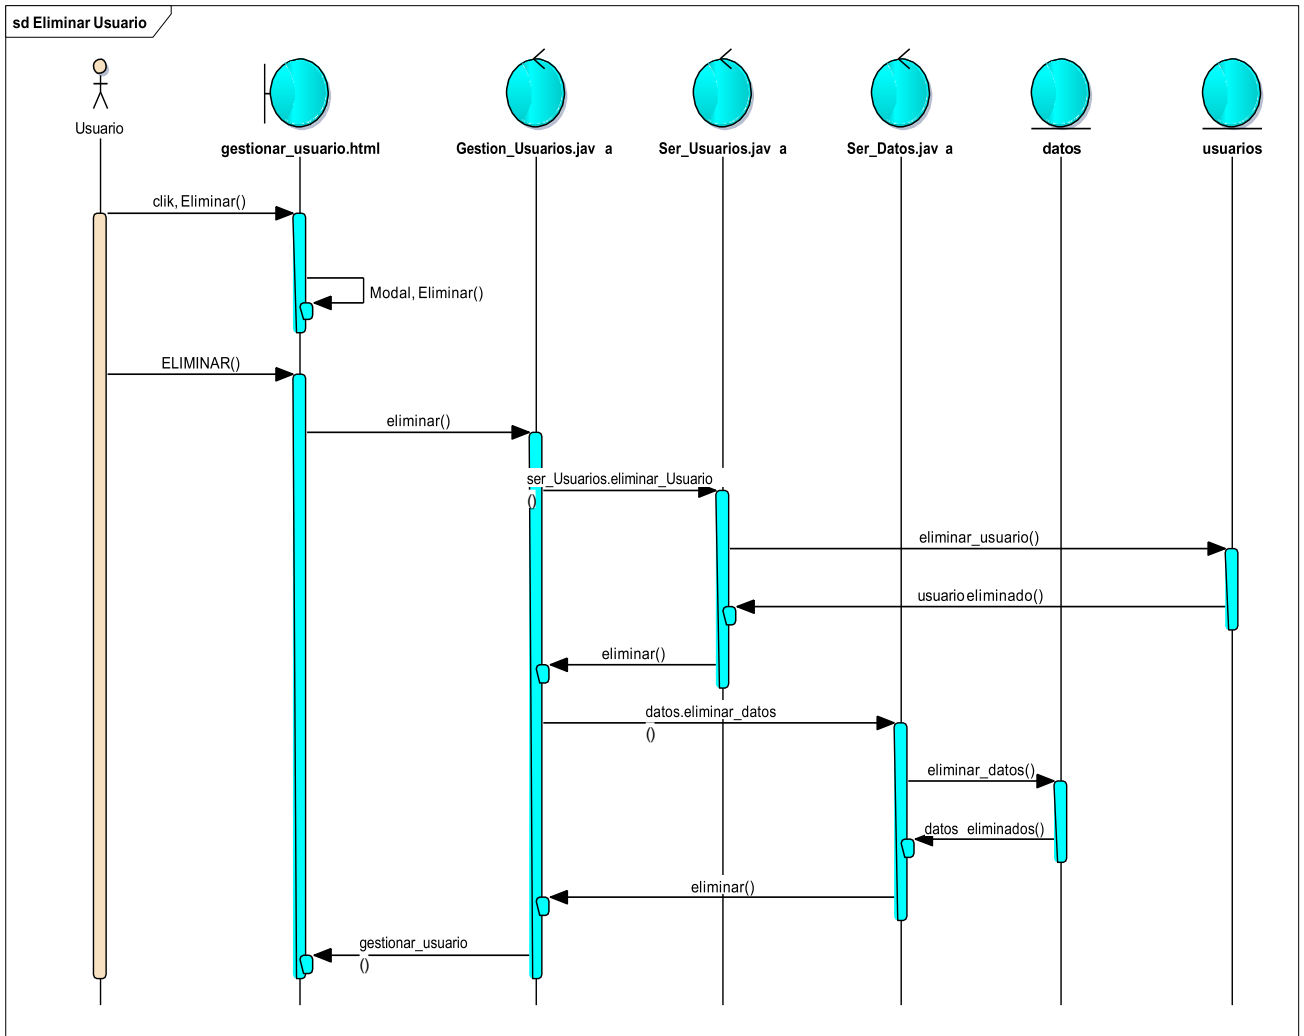 sd Eliminar Usuario
Usuario
gestionar_usuario.html
Gestion_Usuarios.jav a
Ser_Usuarios.jav a
Ser_Datos.jav a
datos
usuarios
clik, Eliminar()
Modal, Eliminar()
ELIMINAR()
eliminar()
ser_Usuarios.eliminar_Usuario
()
eliminar_usuario()
usuario eliminado()
eliminar()
datos.eliminar_datos
()
eliminar_datos()
datos eliminados()
eliminar()
gestionar_usuario
()